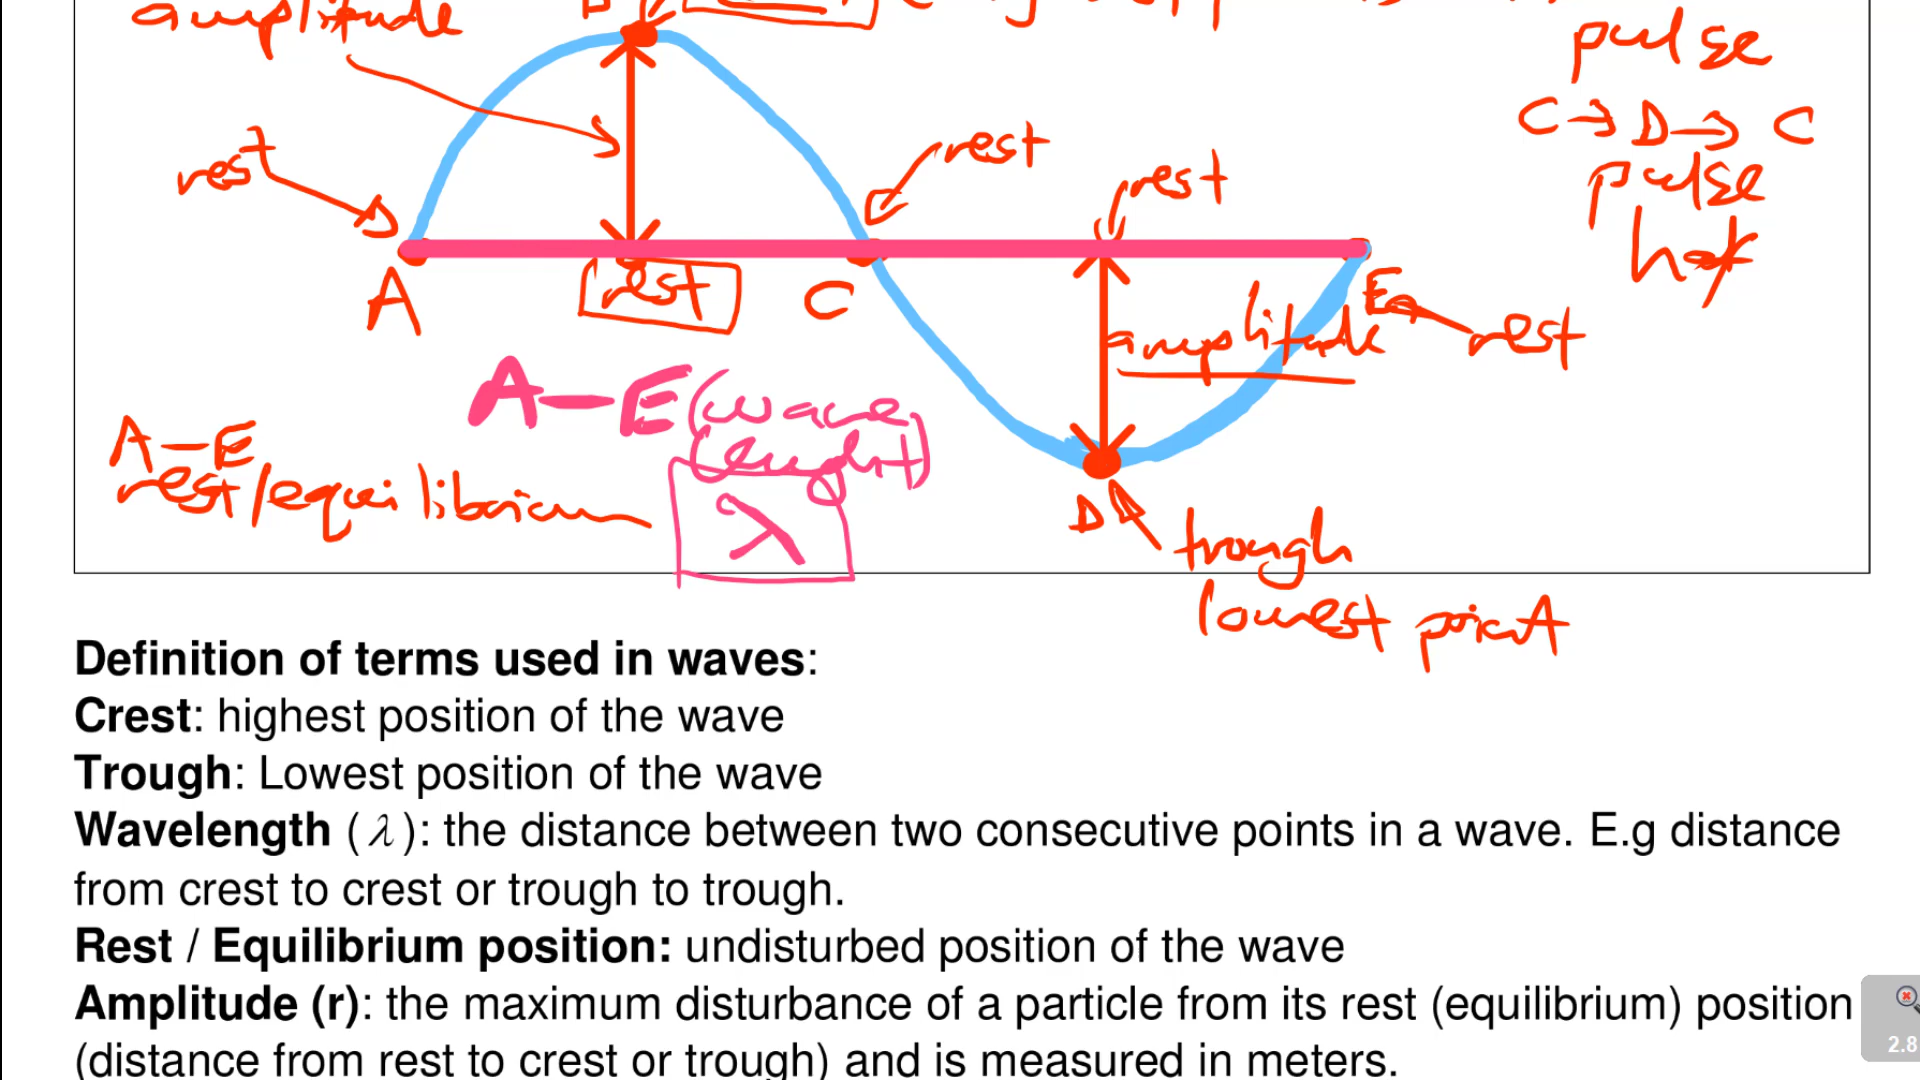 amplitude
pulse
C → D → C
pulse
rest
rest
rest
A
rest
C
E
rest
amplitude
A — E (wave
lenght)
λ
A — E
rest/equilibrium
D
trough
lowest point
Definition of terms used in waves:
Crest: highest position of the wave
Trough: Lowest position of the wave
Wavelength ( λ ): the distance between two consecutive points in a wave. E.g distance
from crest to crest or trough to trough.
Rest / Equilibrium position: undisturbed position of the wave
Amplitude (r): the maximum disturbance of a particle from its rest (equilibrium) position
(distance from rest to crest or trough) and is measured in meters.
2.8